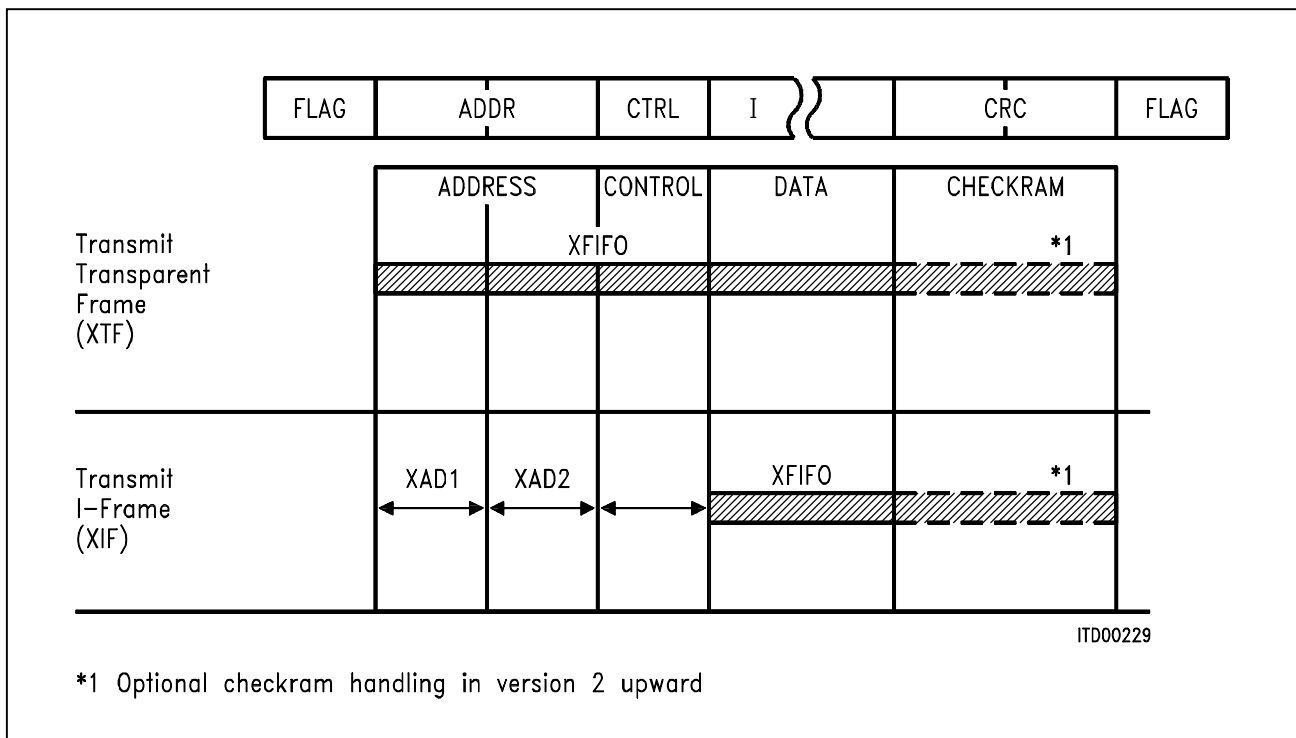 FLAG ADDR CTRL I CRC FLAG
ADDRESS CONTROL DATA CHECKRAM
XFIFO *1
Transmit
Transparent
Frame
(XTF)
XAD1 XAD2 XFIFO *1
Transmit
I-Frame
(XIF)
ITD00229
*1 Optional checkram handling in version 2 upward